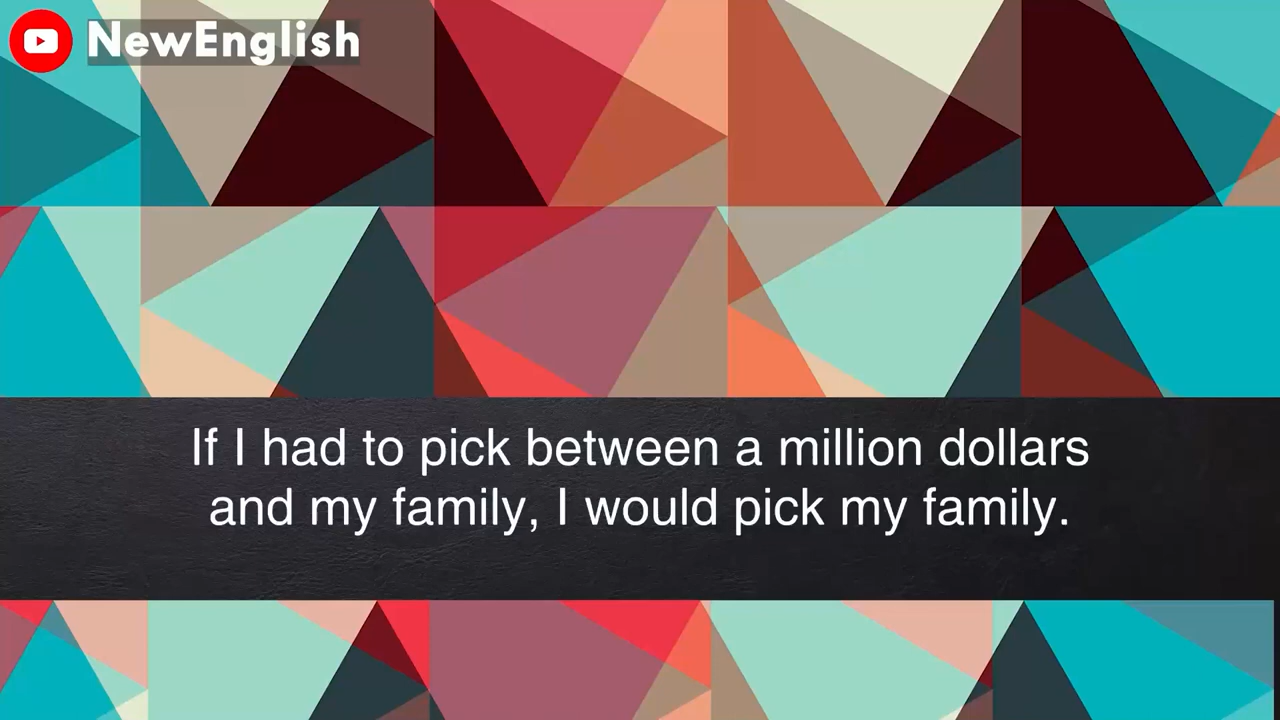 NewEnglish
If I had to pick between a million dollars
and my family, I would pick my family.